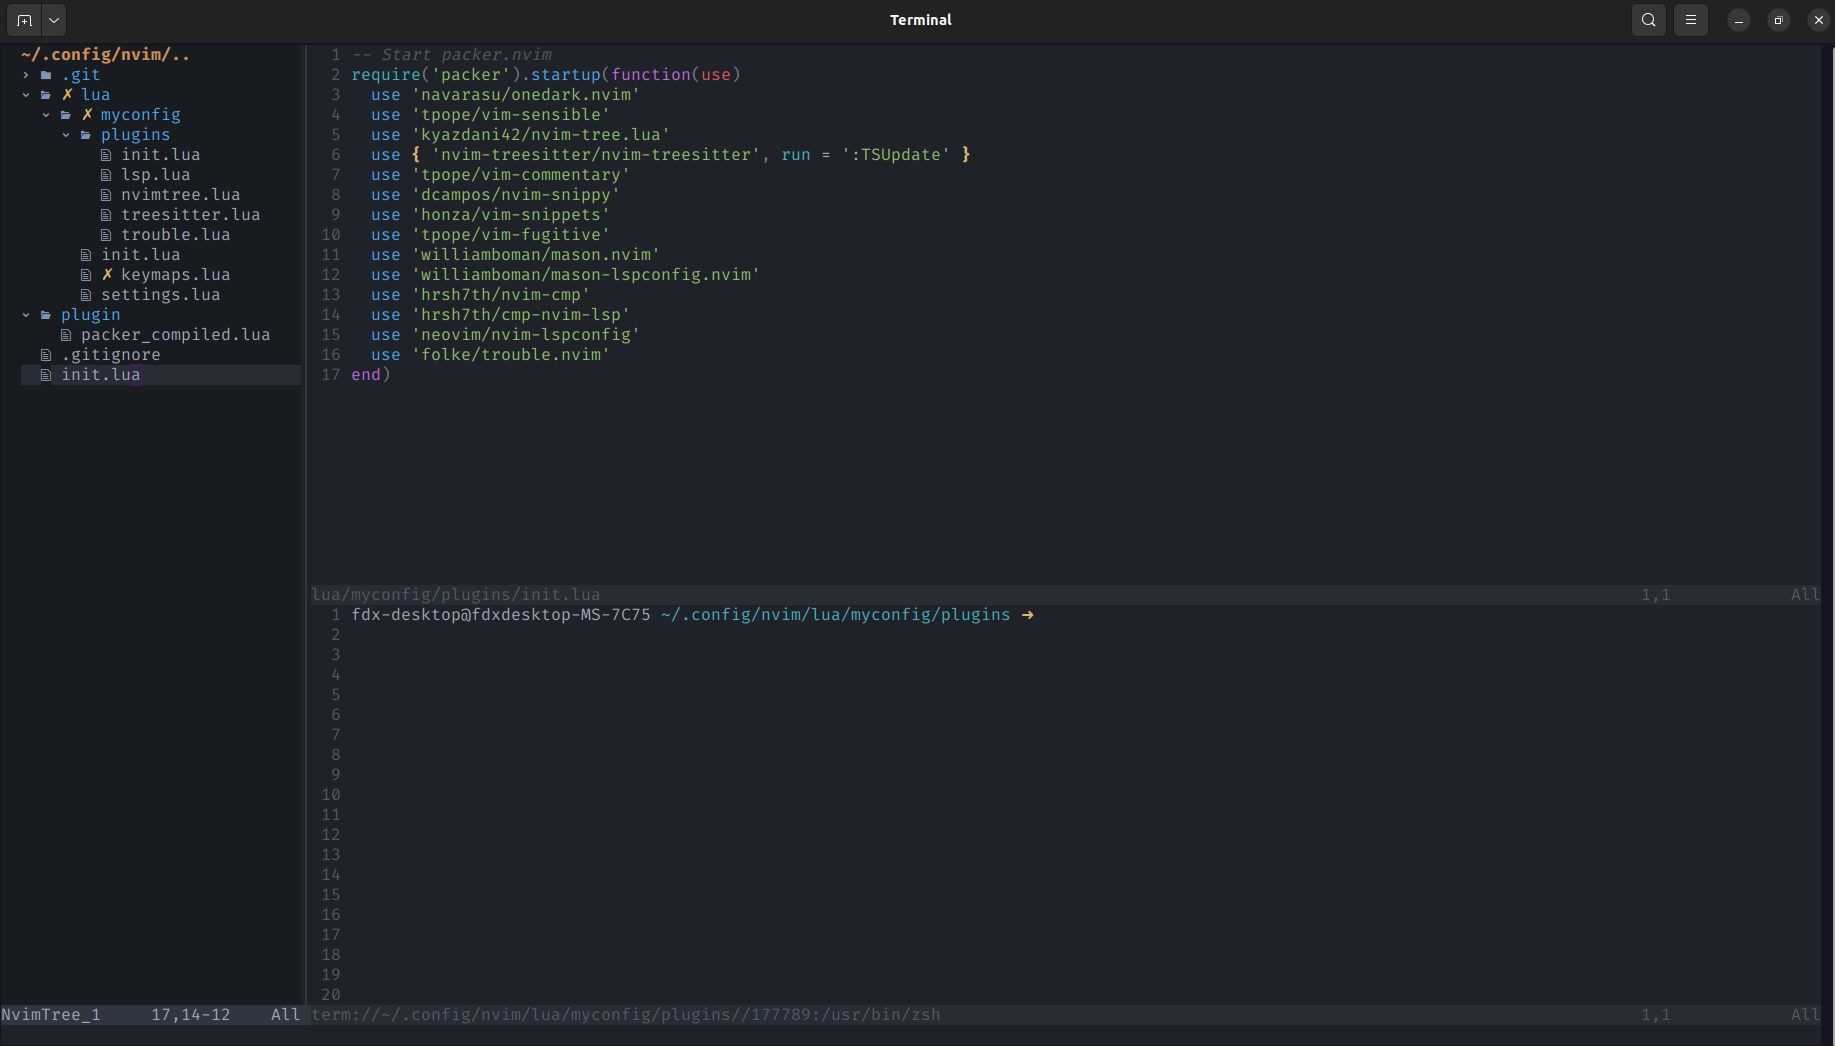 Terminal
~/.config/nvim/..
.git
✗ lua
✗ myconfig
plugins
init.lua
lsp.lua
nvimtree.lua
treesitter.lua
trouble.lua
init.lua
✗ keymaps.lua
settings.lua
plugin
packer_compiled.lua
.gitignore
init.lua
NvimTree_1 17,14-12 All
1 -- Start packer.nvim
2 require('packer').startup(function(use)
3 use 'navarasu/onedark.nvim'
4 use 'tpope/vim-sensible'
5 use 'kyazdani42/nvim-tree.lua'
6 use { 'nvim-treesitter/nvim-treesitter', run = ':TSUpdate' }
7 use 'tpope/vim-commentary'
8 use 'dcampos/nvim-snippy'
9 use 'honza/vim-snippets'
10 use 'tpope/vim-fugitive'
11 use 'williamboman/mason.nvim'
12 use 'williamboman/mason-lspconfig.nvim'
13 use 'hrsh7th/nvim-cmp'
14 use 'hrsh7th/cmp-nvim-lsp'
15 use 'neovim/nvim-lspconfig'
16 use 'folke/trouble.nvim'
17 end)
lua/myconfig/plugins/init.lua 1,1 All
1 fdx-desktop@fdxdesktop-MS-7C75 ~/.config/nvim/lua/myconfig/plugins ➜
2
3
4
5
6
7
8
9
10
11
12
13
14
15
16
17
18
19
20
term://~/.config/nvim/lua/myconfig/plugins//177789:/usr/bin/zsh 1,1 All